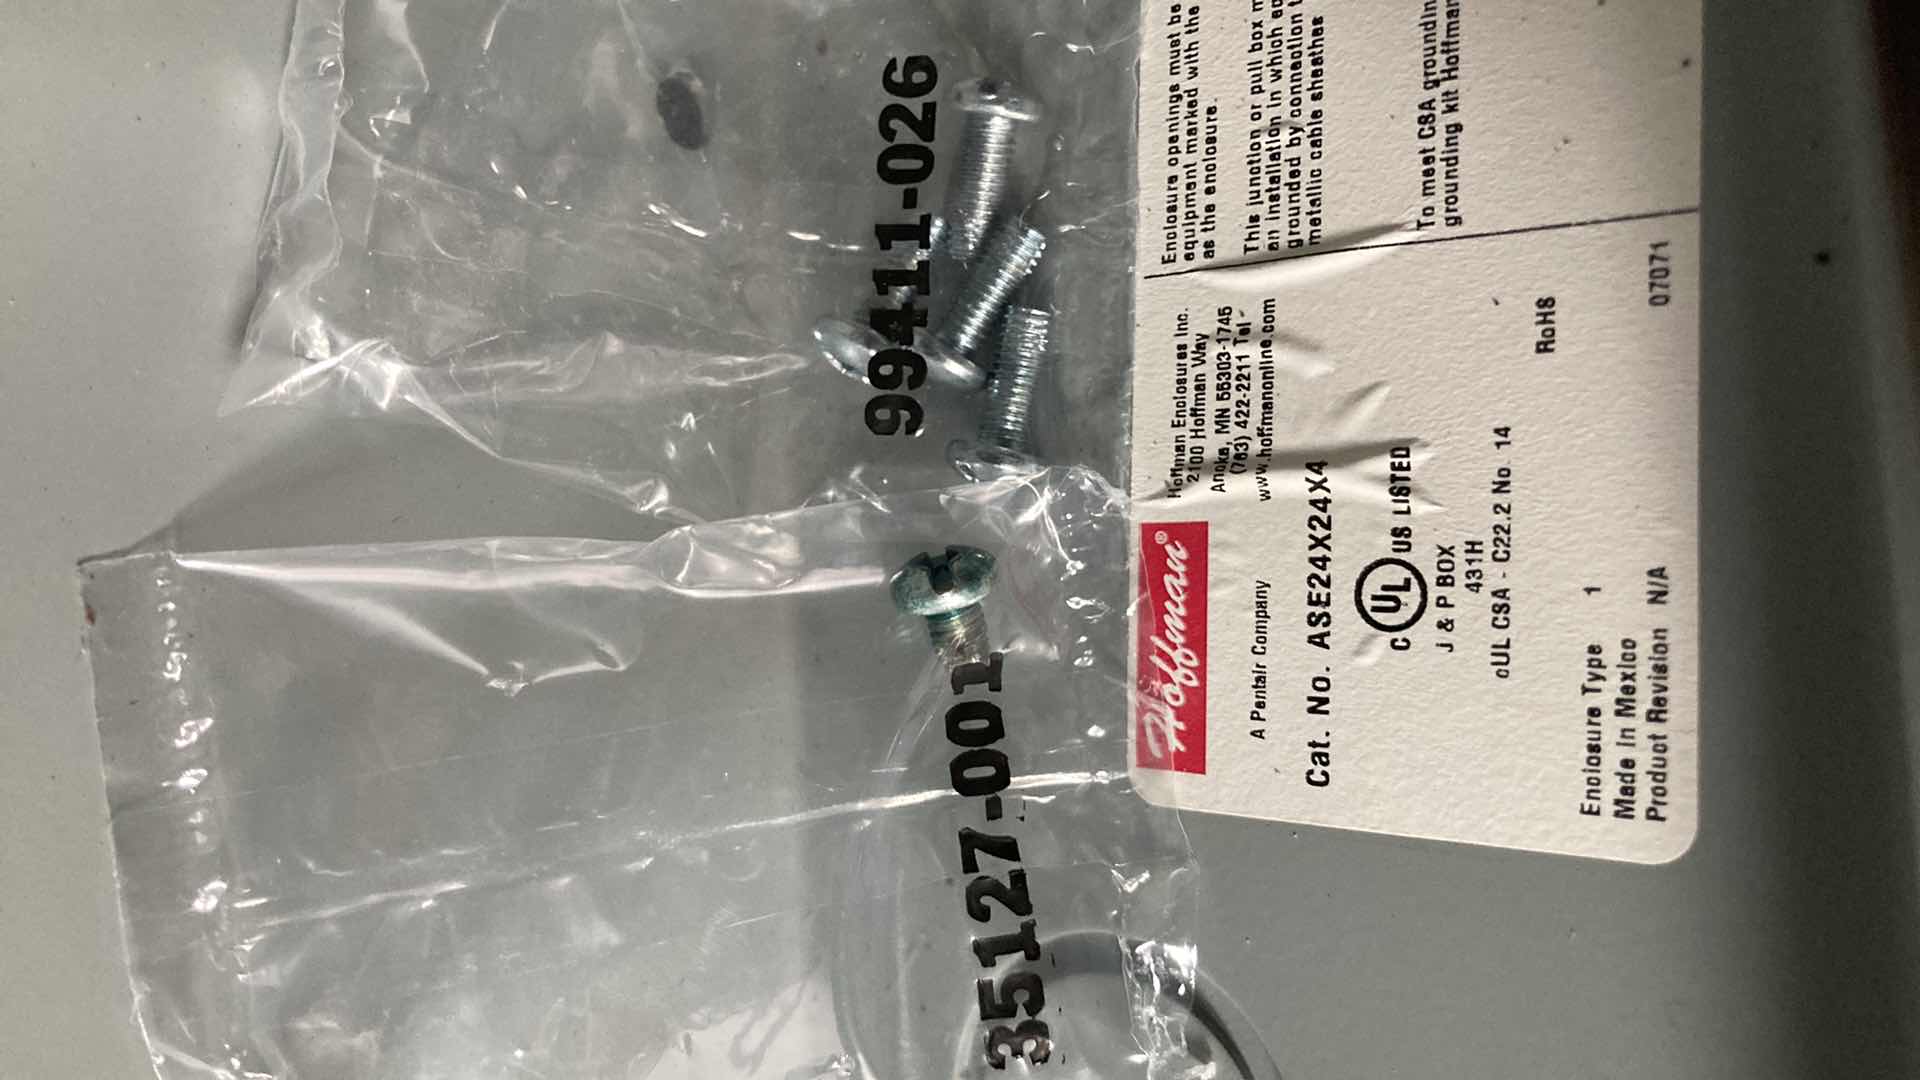 99411-026
35127-001
Hoffman®
A Pentair Company
Hoffman Enclosures Inc.
2100 Hoffman Way
Anoka, MN 55303-1745
(763) 422-2211 Tel
www.hoffmanonline.com
Cat. No. ASE24X24X4
C UL US LISTED
J & P BOX
431H
cUL CSA - C22.2 No. 14
Enclosure Type 1
Made in Mexico
Product Revision N/A
RoHS
07071
Enclosure openings must be
equipment marked with the
as the enclosure.
This junction or pull box
an installation in which
grounded by connection
metallic cable sheathes
To meet CSA
grounding kit